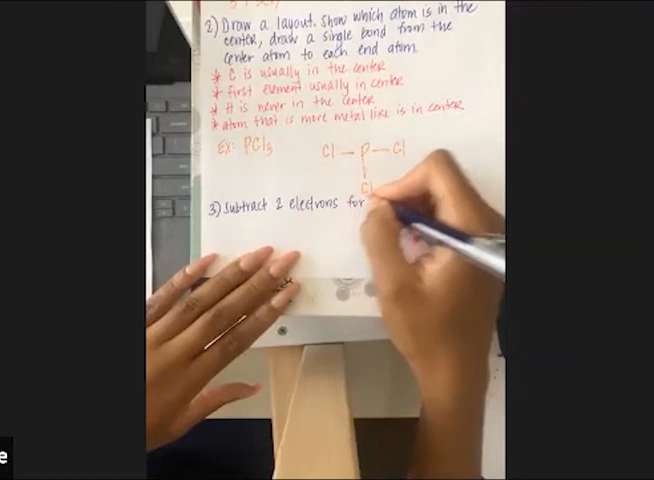 2) Draw a layout. Show which atom is in the
center, draw a single bond from the
center atom to each end atom.
* C is usually in the center
* first element usually in center
* H is never in the center
* atom that is more metal like is in center
Ex: PCl3
Cl — P — Cl
Cl
3) Subtract 2 electrons for
e